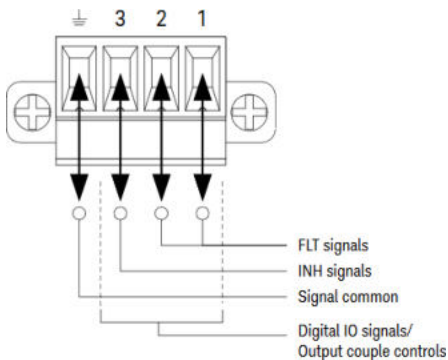 3 2 1
FLT signals
INH signals
Signal common
Digital IO signals/
Output couple controls